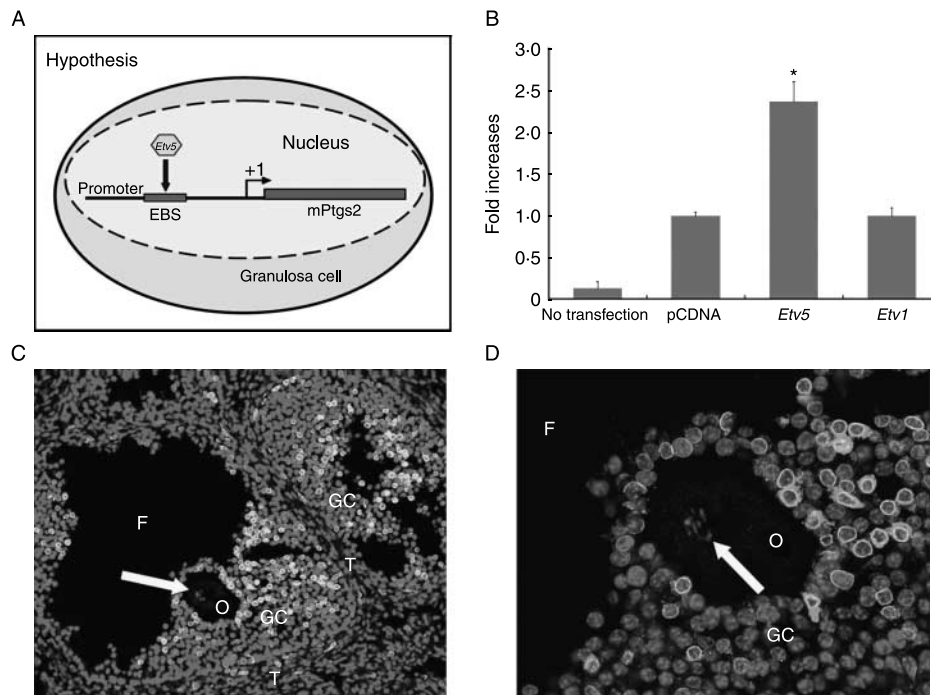 A
Hypothesis
Etv5
Nucleus
+1
Promoter
EBS
mPtgs2
Granulosa cell
B
3·0
2·5
2·0
1·5
1·0
0·5
0
Fold increases
*
No transfection
pCDNA
Etv5
Etv1
C
F
GC
T
O
GC
T
D
F
O
GC